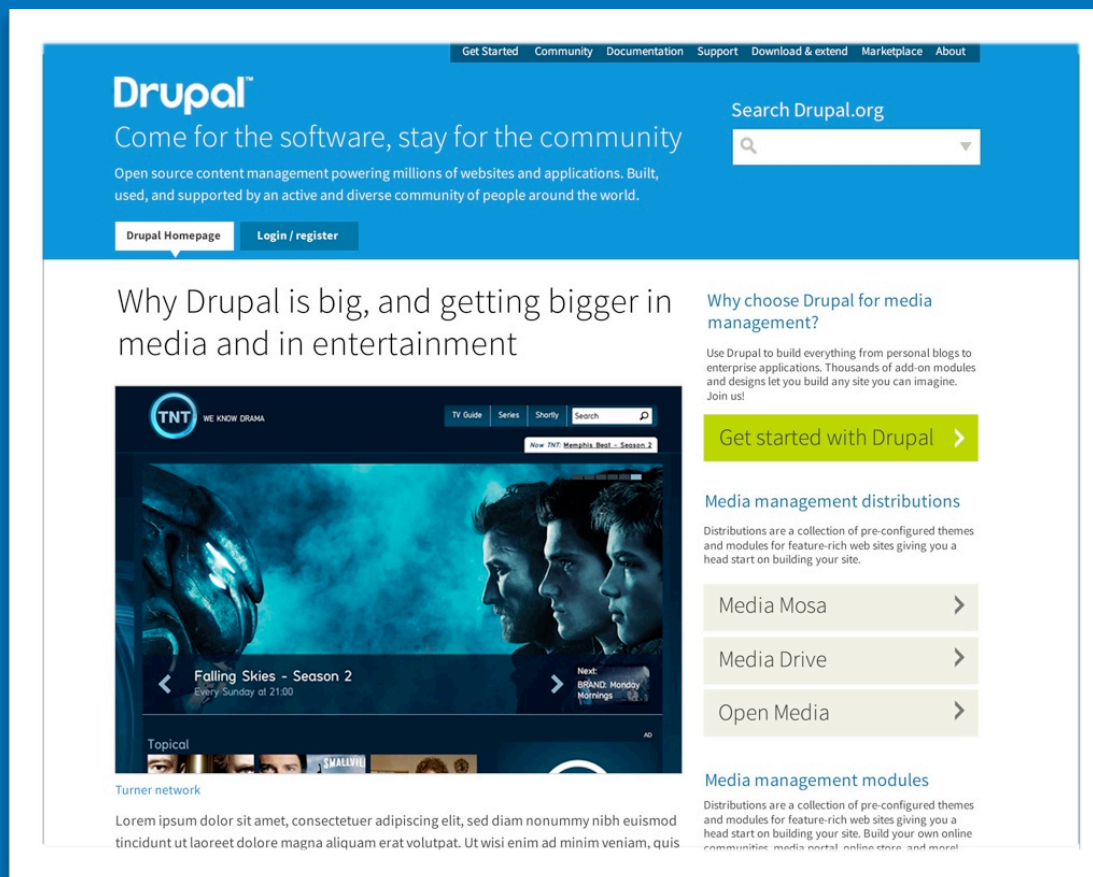 Get Started Community Documentation Support Download & extend Marketplace About
Drupal™
Come for the software, stay for the community
Open source content management powering millions of websites and applications. Built,
used, and supported by an active and diverse community of people around the world.
Search Drupal.org
Drupal Homepage
Login / register
Why Drupal is big, and getting bigger in
media and in entertainment
TNT
WE KNOW DRAMA
TV Guide
Series
Shortly
Search
Now TNT: Memphis Beat - Season 2
Falling Skies - Season 2
Every Sunday at 21:00
Next:
BRAND: Monday
Mornings
Topical
AD
SMALLVIL
Turner network
Lorem ipsum dolor sit amet, consectetuer adipiscing elit, sed diam nonummy nibh euismod
tincidunt ut laoreet dolore magna aliquam erat volutpat. Ut wisi enim ad minim veniam, quis
Why choose Drupal for media
management?
Use Drupal to build everything from personal blogs to
enterprise applications. Thousands of add-on modules
and designs let you build any site you can imagine.
Join us!
Get started with Drupal
Media management distributions
Distributions are a collection of pre-configured themes
and modules for feature-rich web sites giving you a
head start on building your site.
Media Mosa
Media Drive
Open Media
Media management modules
Distributions are a collection of pre-configured themes
and modules for feature-rich web sites giving you a
head start on building your site. Build your own online
communities, media portal, online store, and more!